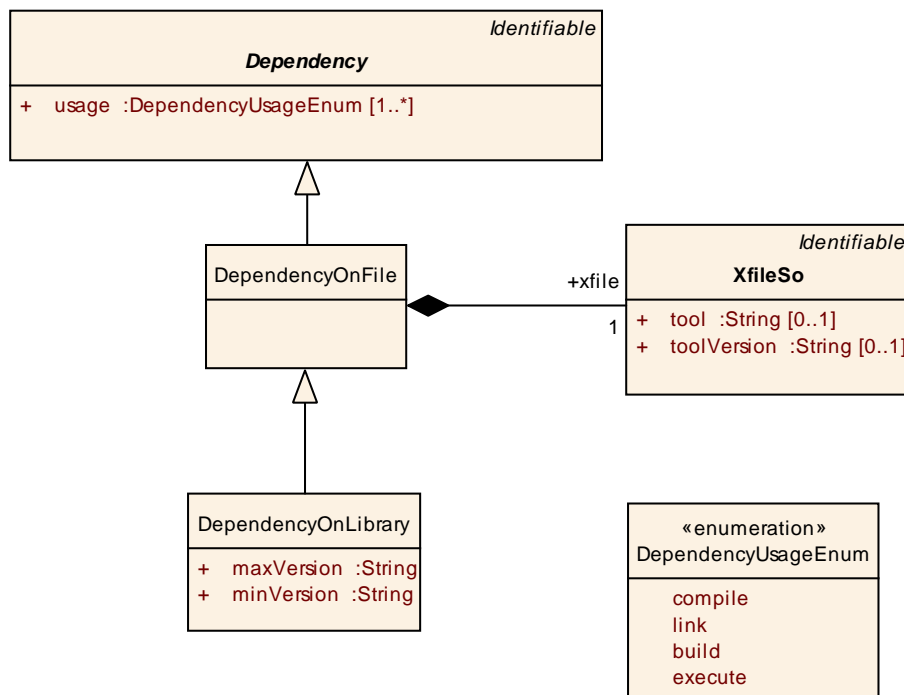 Identifiable
Dependency
+ usage :DependencyUsageEnum [1..*]
DependencyOnFile
+xfile
1
Identifiable
XfileSo
+ tool :String [0..1]
+ toolVersion :String [0..1]
DependencyOnLibrary
+ maxVersion :String
+ minVersion :String
«enumeration»
DependencyUsageEnum
compile
link
build
execute